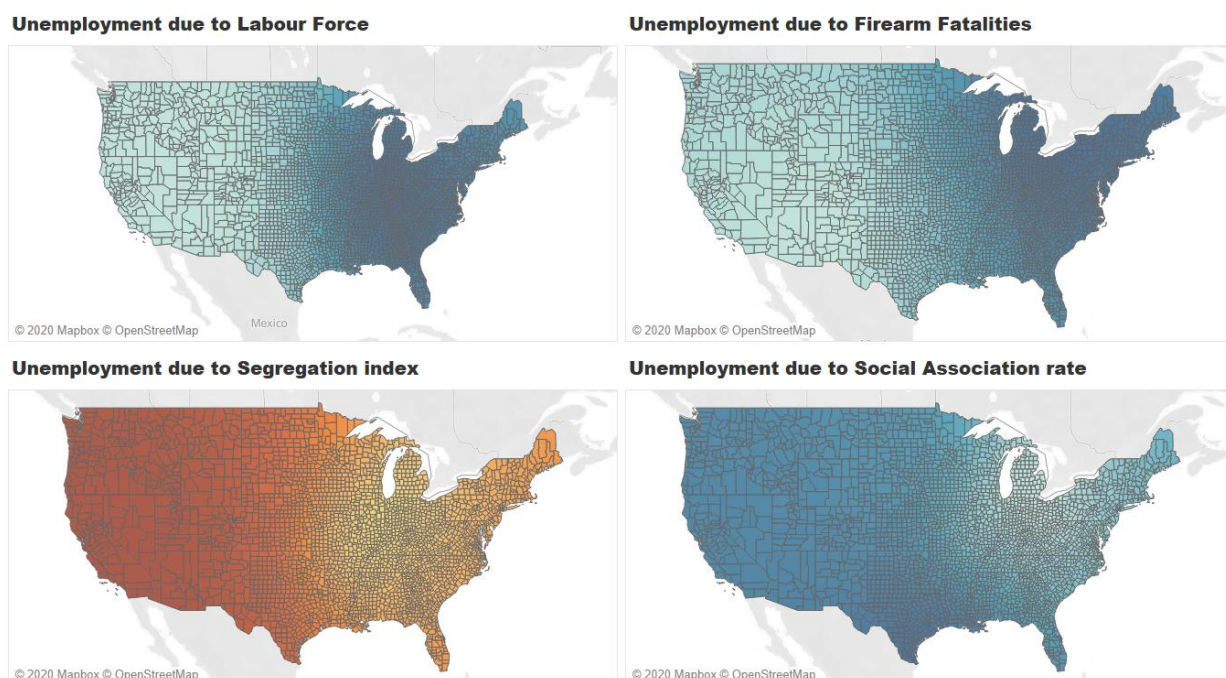 Unemployment due to Labour Force
Unemployment due to Firearm Fatalities
Mexico
© 2020 Mapbox © OpenStreetMap
© 2020 Mapbox © OpenStreetMap
Unemployment due to Segregation index
Unemployment due to Social Association rate
© 2020 Mapbox © OpenStreetMap
© 2020 Mapbox © OpenStreetMap